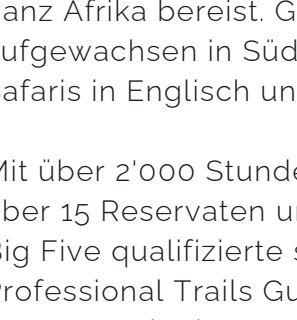 anz Afrika bereist. G
ufgewachsen in Süd
afaris in Englisch un
Mit über 2'000 Stunde
ber 15 Reservaten un
Big Five qualifizierte s
Professional Trails Gu